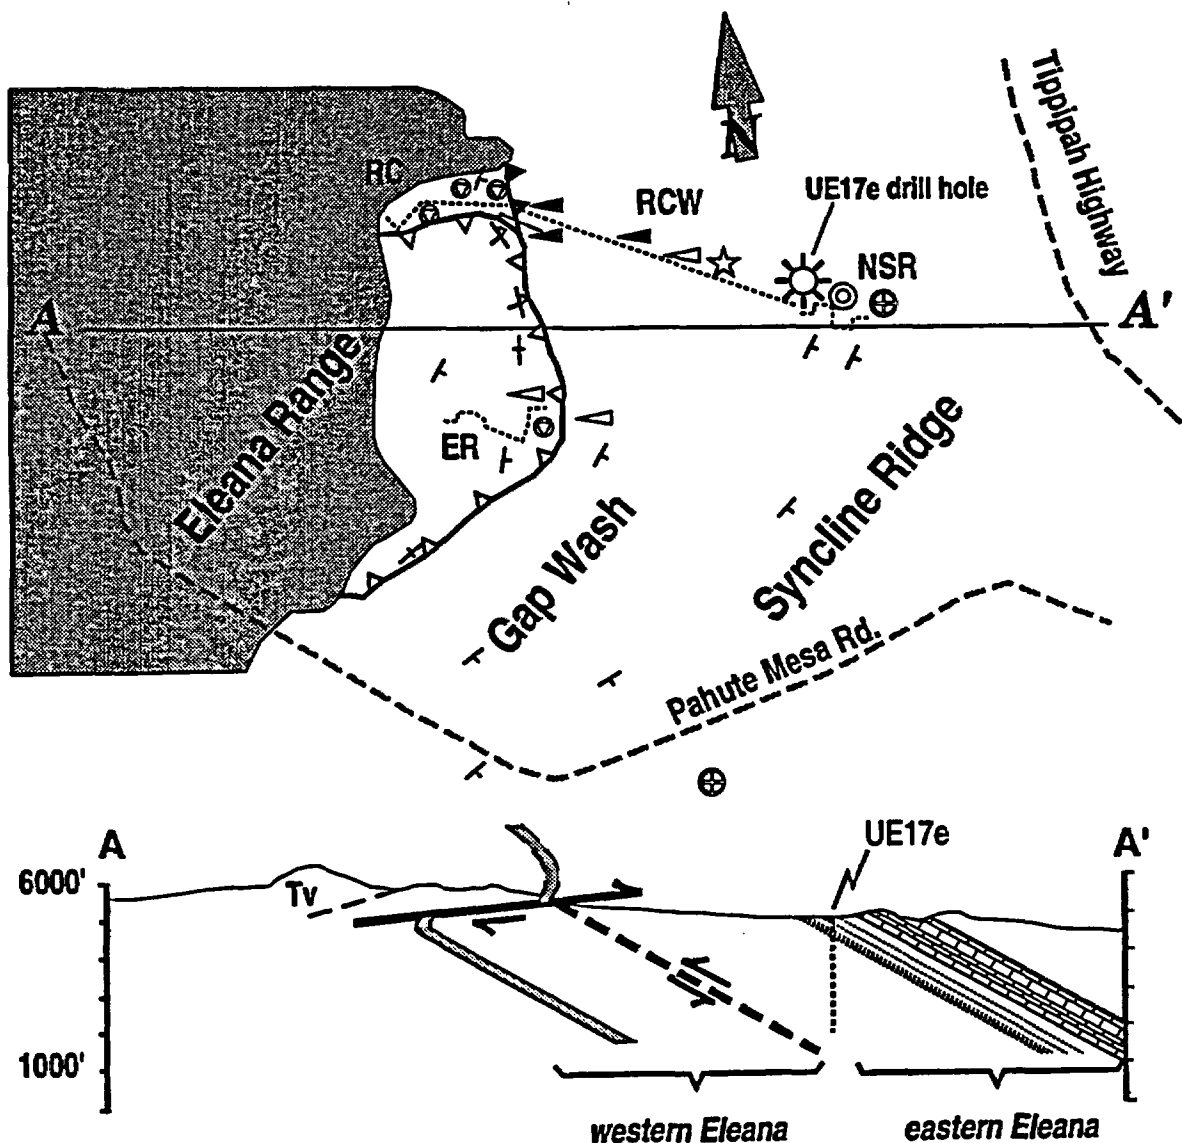 N
Tippipah Highway
RC
RCW
UE17e drill hole
NSR
A
A'
Eleana Range
ER
Gap Wash
Syncline Ridge
Pahute Mesa Rd.
A
UE17e
A'
6000'
Tv
1000'
western Eleana
eastern Eleana